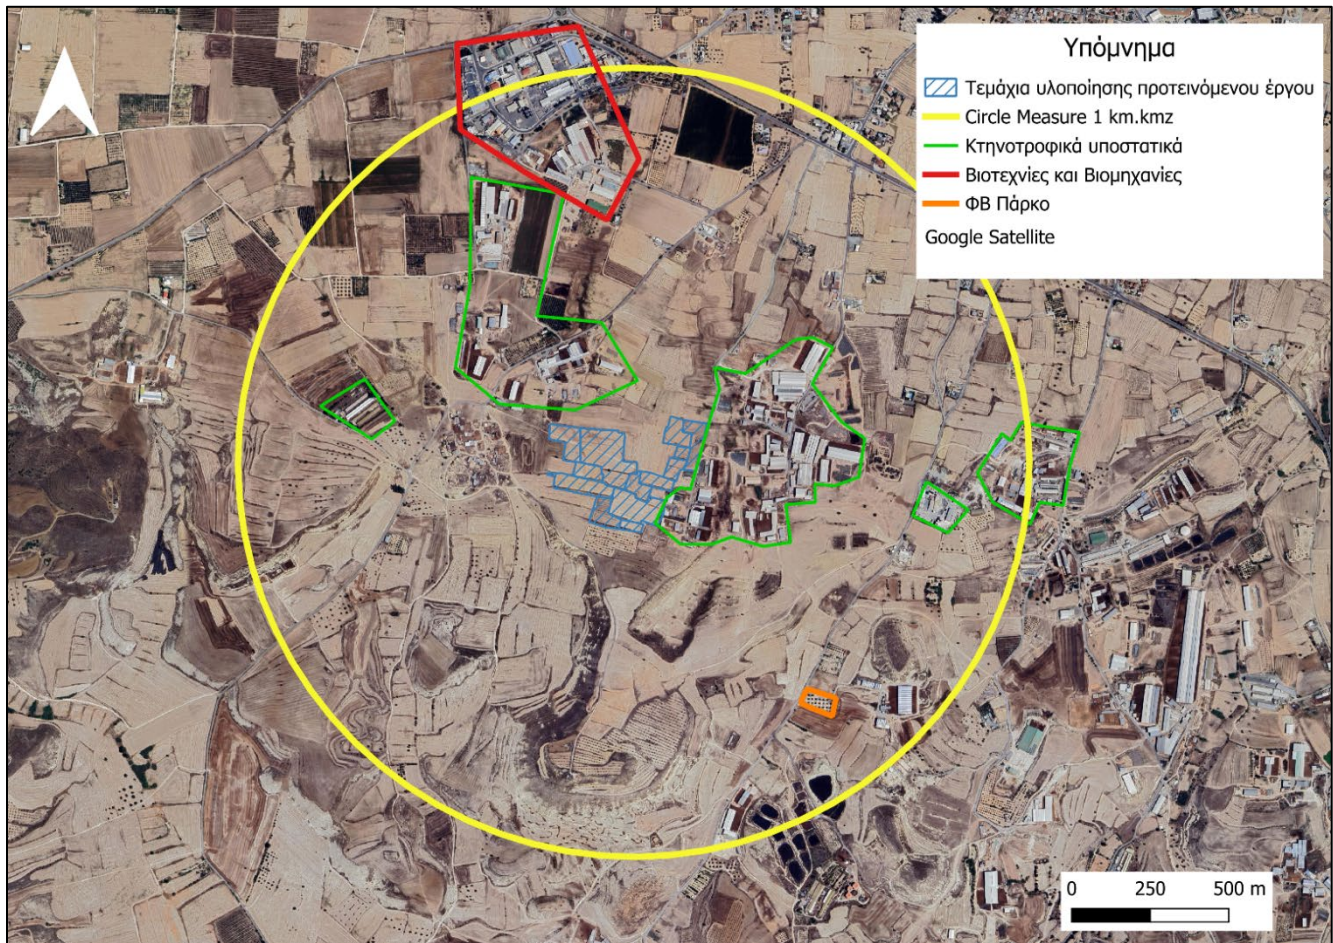 Υπόμνημα
Τεμάχια υλοποίησης προτεινόμενου έργου
Circle Measure 1 km.kmz
Κτηνοτροφικά υποστατικά
Βιοτεχνίες και Βιομηχανίες
ΦΒ Πάρκο
Google Satellite
0 250 500 m